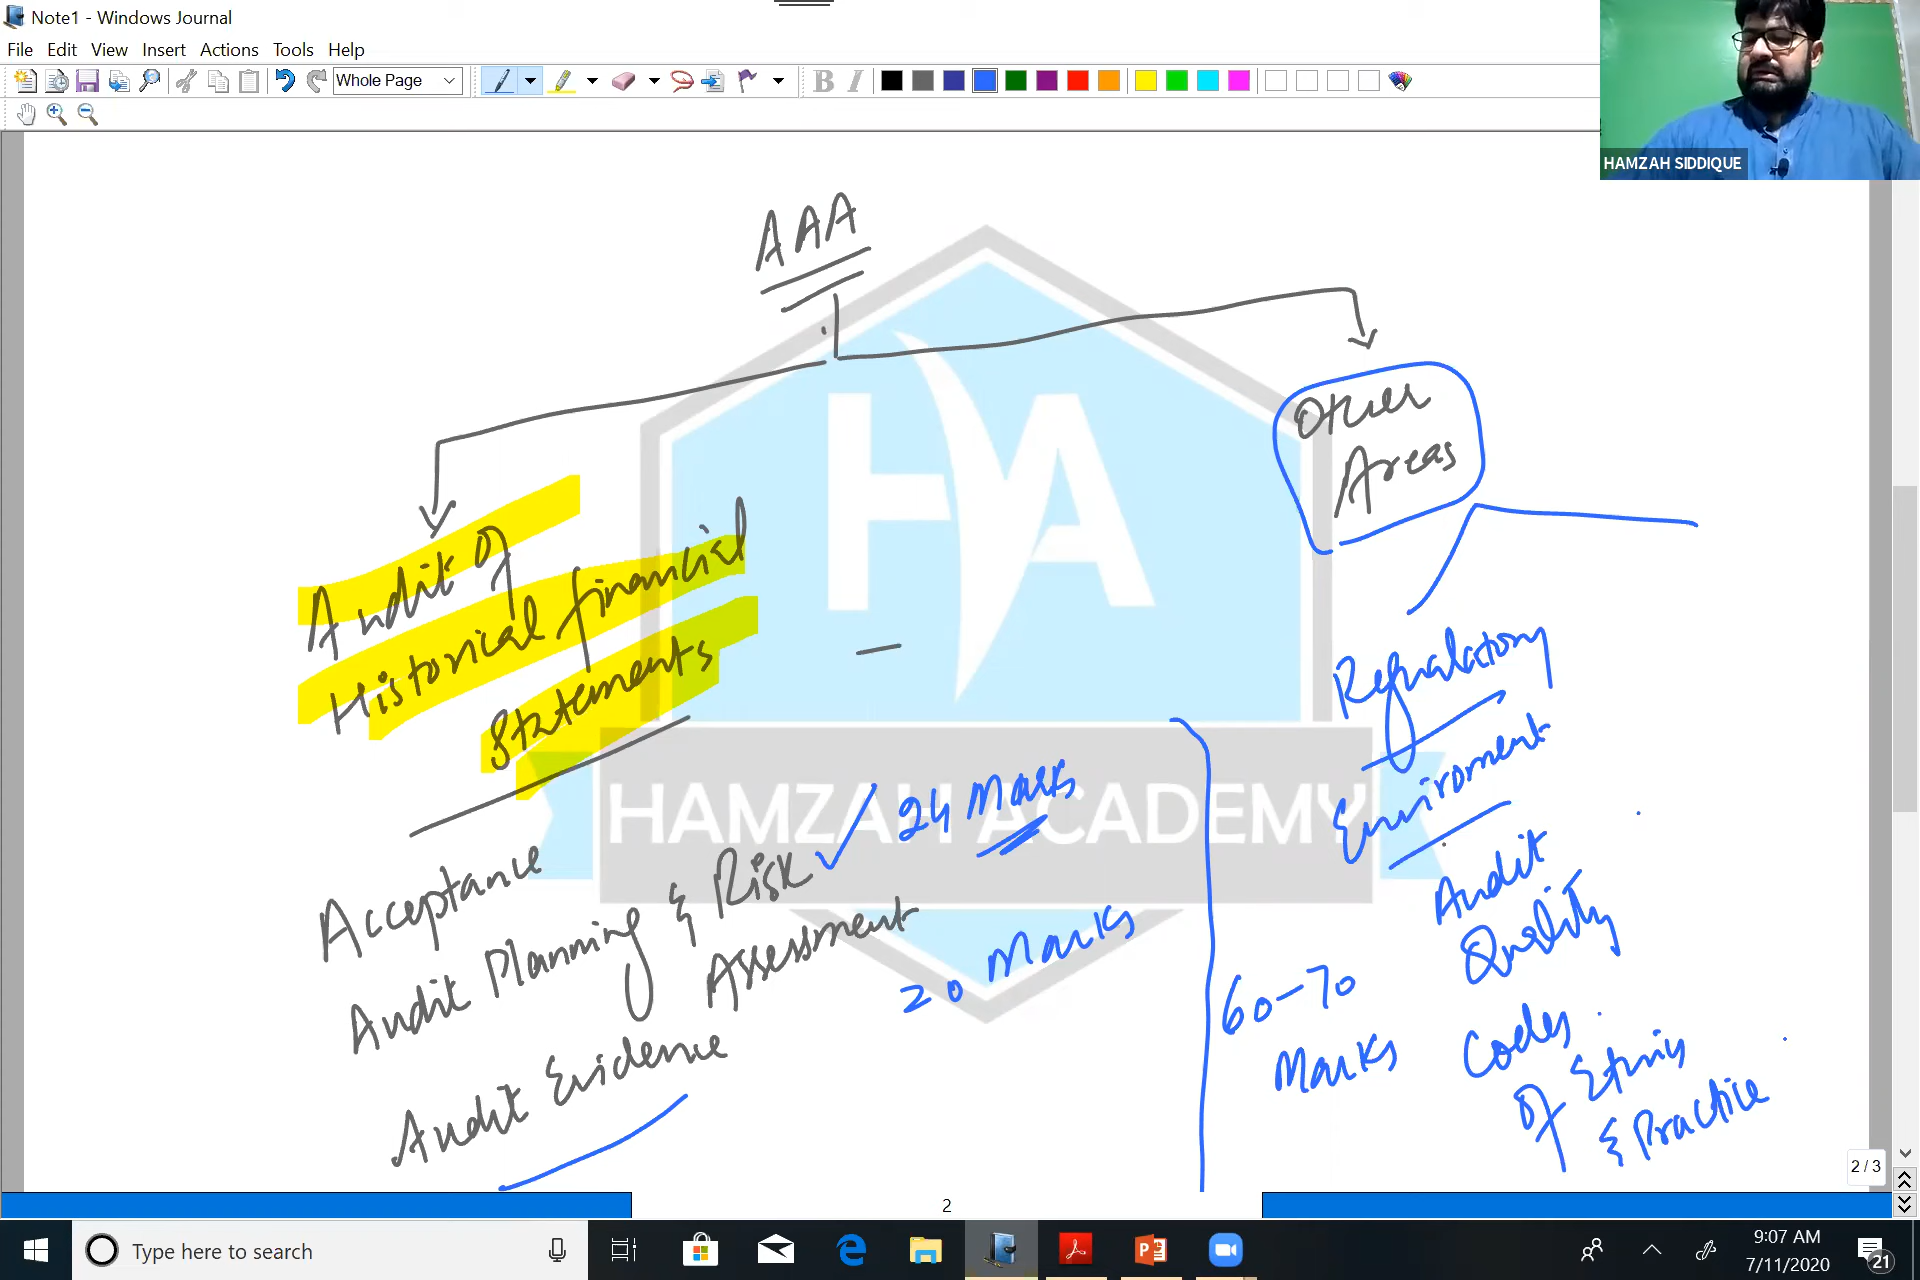 Note1 - Windows Journal
File Edit View Insert Actions Tools Help
Whole Page
B I
HAMZAH SIDDIQUE
AAA
Other
Areas
Audit of
Historical financial
Statements
HA
HAMZAH ACADEMY
24 Marks
Acceptance
Audit Planning & Risk
Assessment
20 Marks
Audit Evidence
Regulatory
Enviroment
Audit
Quality
60-70
Marks
Codes
of Ethics
& Practice
2 / 3
2
Type here to search
9:07 AM
7/11/2020
21